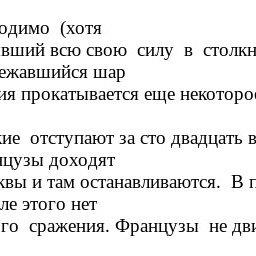 одимо (хотя
вший всю свою силу в столкн
ежавшийся шар
ия прокатывается еще некоторо
кие отступают за сто двадцать в
нцузы доходят
квы и там останавливаются. В п
ле этого нет
го сражения. Французы не дви